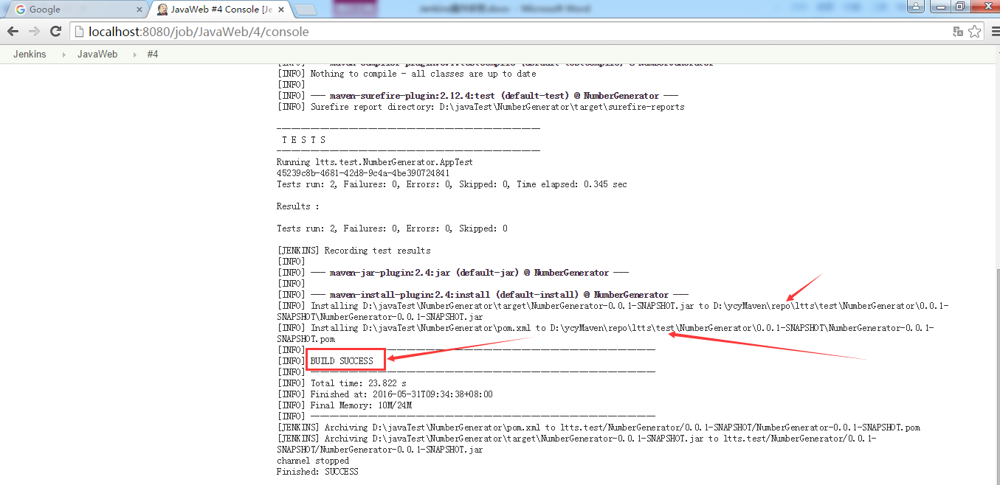 Google
JavaWeb #4 Console [Je
localhost:8080/job/JavaWeb/4/console
Jenkins JavaWeb #4
[INFO] Nothing to compile - all classes are up to date
[INFO]
[INFO] --- maven-surefire-plugin:2.12.4:test (default-test) @ NumberGenerator ---
[INFO] Surefire report directory: D:\javaTest\NumberGenerator\target\surefire-reports
-------------------------------------------------------
T E S T S
-------------------------------------------------------
Running ltts.test.NumberGenerator.AppTest
45239c8b-4681-42d8-9c4a-4be390724841
Tests run: 2, Failures: 0, Errors: 0, Skipped: 0, Time elapsed: 0.345 sec
Results :
Tests run: 2, Failures: 0, Errors: 0, Skipped: 0
[JENKINS] Recording test results
[INFO]
[INFO] --- maven-jar-plugin:2.4:jar (default-jar) @ NumberGenerator ---
[INFO]
[INFO] --- maven-install-plugin:2.4:install (default-install) @ NumberGenerator ---
[INFO] Installing D:\javaTest\NumberGenerator\target\NumberGenerator-0.0.1-SNAPSHOT.jar to D:\ycyMaven\repo\ltts\test\NumberGenerator\0.0.1-
SNAPSHOT\NumberGenerator-0.0.1-SNAPSHOT.jar
[INFO] Installing D:\javaTest\NumberGenerator\pom.xml to D:\ycyMaven\repo\ltts\test\NumberGenerator\0.0.1-SNAPSHOT\NumberGenerator-0.0.1-
SNAPSHOT.pom
[INFO] ------------------------------------------------------------------------
[INFO] BUILD SUCCESS
[INFO] ------------------------------------------------------------------------
[INFO] Total time: 23.822 s
[INFO] Finished at: 2016-05-31T09:34:38+08:00
[INFO] Final Memory: 10M/24M
[INFO] ------------------------------------------------------------------------
[JENKINS] Archiving D:\javaTest\NumberGenerator\pom.xml to ltts.test/NumberGenerator/0.0.1-SNAPSHOT/NumberGenerator-0.0.1-SNAPSHOT.pom
[JENKINS] Archiving D:\javaTest\NumberGenerator\target\NumberGenerator-0.0.1-SNAPSHOT.jar to ltts.test/NumberGenerator/0.0.1-
SNAPSHOT/NumberGenerator-0.0.1-SNAPSHOT.jar
channel stopped
Finished: SUCCESS